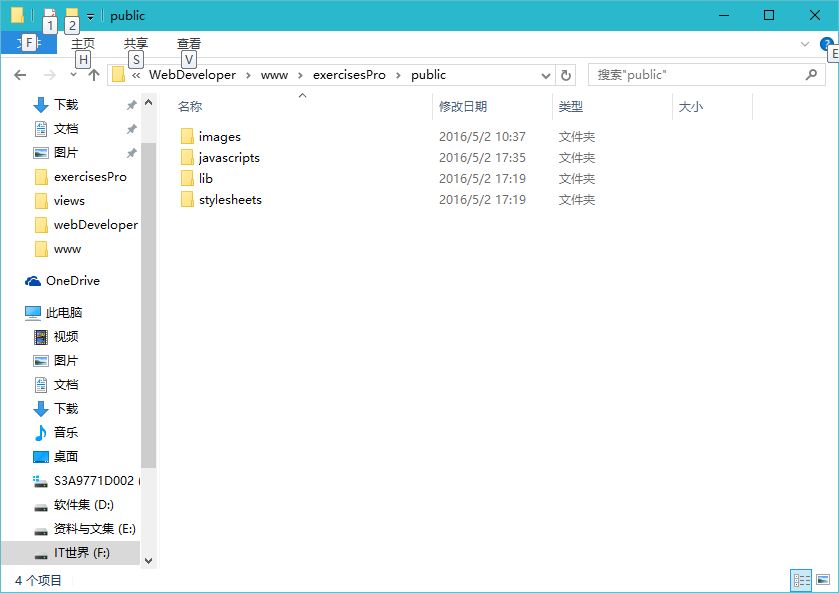 public
1 2
文件 主页 共享 查看
F H S V E
« WebDeveloper › www › exercisesPro › public
搜索"public"
名称 修改日期 类型 大小
images 2016/5/2 10:37 文件夹
javascripts 2016/5/2 17:35 文件夹
lib 2016/5/2 17:19 文件夹
stylesheets 2016/5/2 17:19 文件夹
下载
文档
图片
exercisesPro
views
webDeveloper
www
OneDrive
此电脑
视频
图片
文档
下载
音乐
桌面
S3A9771D002 (
软件集 (D:)
资料与文集 (E:)
IT世界 (F:)
4 个项目